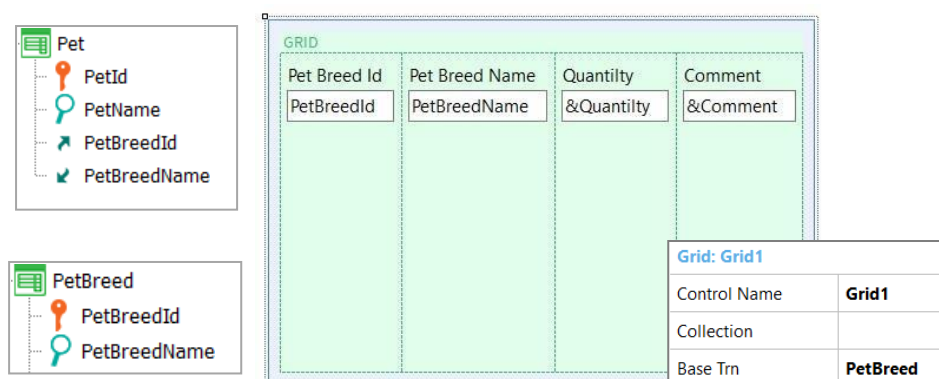 Pet
PetId
PetName
PetBreedId
PetBreedName
PetBreed
PetBreedId
PetBreedName
GRID
Pet Breed Id Pet Breed Name Quantilty Comment
PetBreedId PetBreedName &Quantilty &Comment
Grid: Grid1
Control Name Grid1
Collection
Base Trn PetBreed